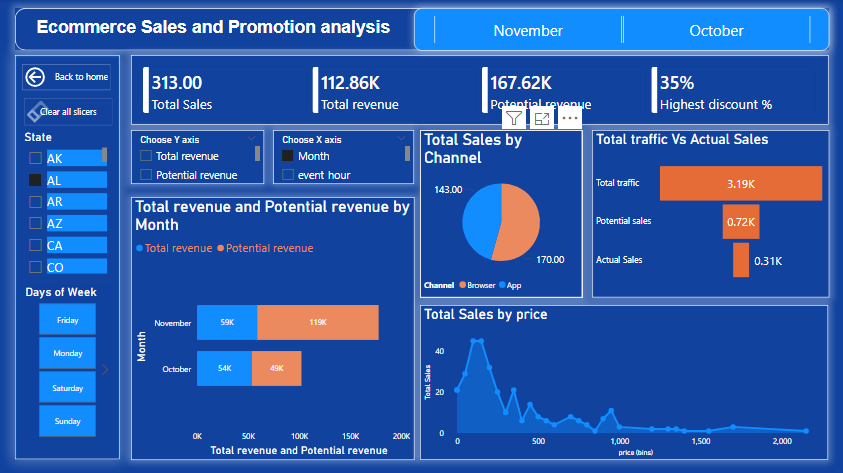 Ecommerce Sales and Promotion analysis
November
October
Back to home
Clear all slicers
State
AK
AL
AR
AZ
CA
CO
Days of Week
Friday
Monday
Saturday
Sunday
313.00
Total Sales
112.86K
Total revenue
167.62K
Potential revenue
35%
Highest discount %
Choose Y axis
Total revenue
Potential revenue
Choose X axis
Month
event hour
Total revenue and Potential revenue by
Month
Total revenue
Potential revenue
Month
November
59K
119K
October
54K
49K
0K
50K
100K
150K
200K
Total revenue and Potential revenue
Total Sales by
Channel
143.00
170.00
Channel
Browser
App
Total traffic Vs Actual Sales
Total traffic
3.19K
Potential sales
0.72K
Actual Sales
0.31K
Total Sales by price
Total Sales
40
20
0
0
500
1,000
1,500
2,000
price (bins)